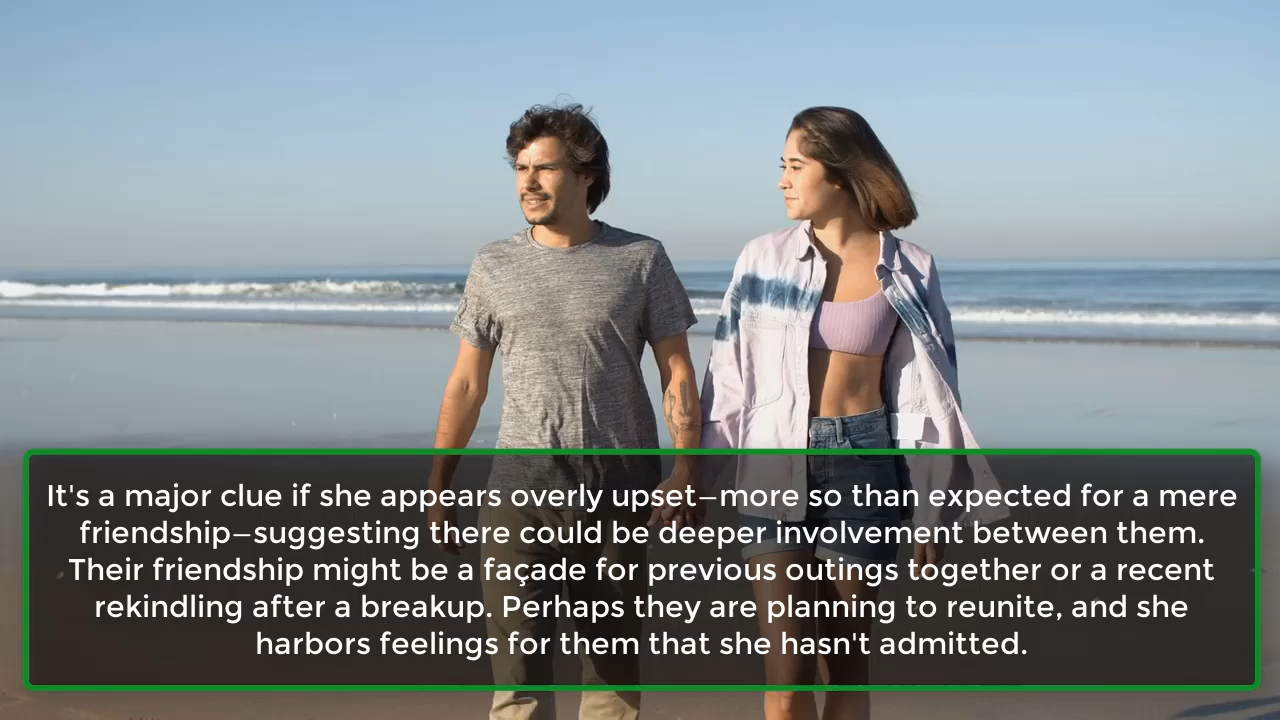 It's a major clue if she appears overly upset—more so than expected for a mere
friendship—suggesting there could be deeper involvement between them.
Their friendship might be a façade for previous outings together or a recent
rekindling after a breakup. Perhaps they are planning to reunite, and she
harbors feelings for them that she hasn't admitted.